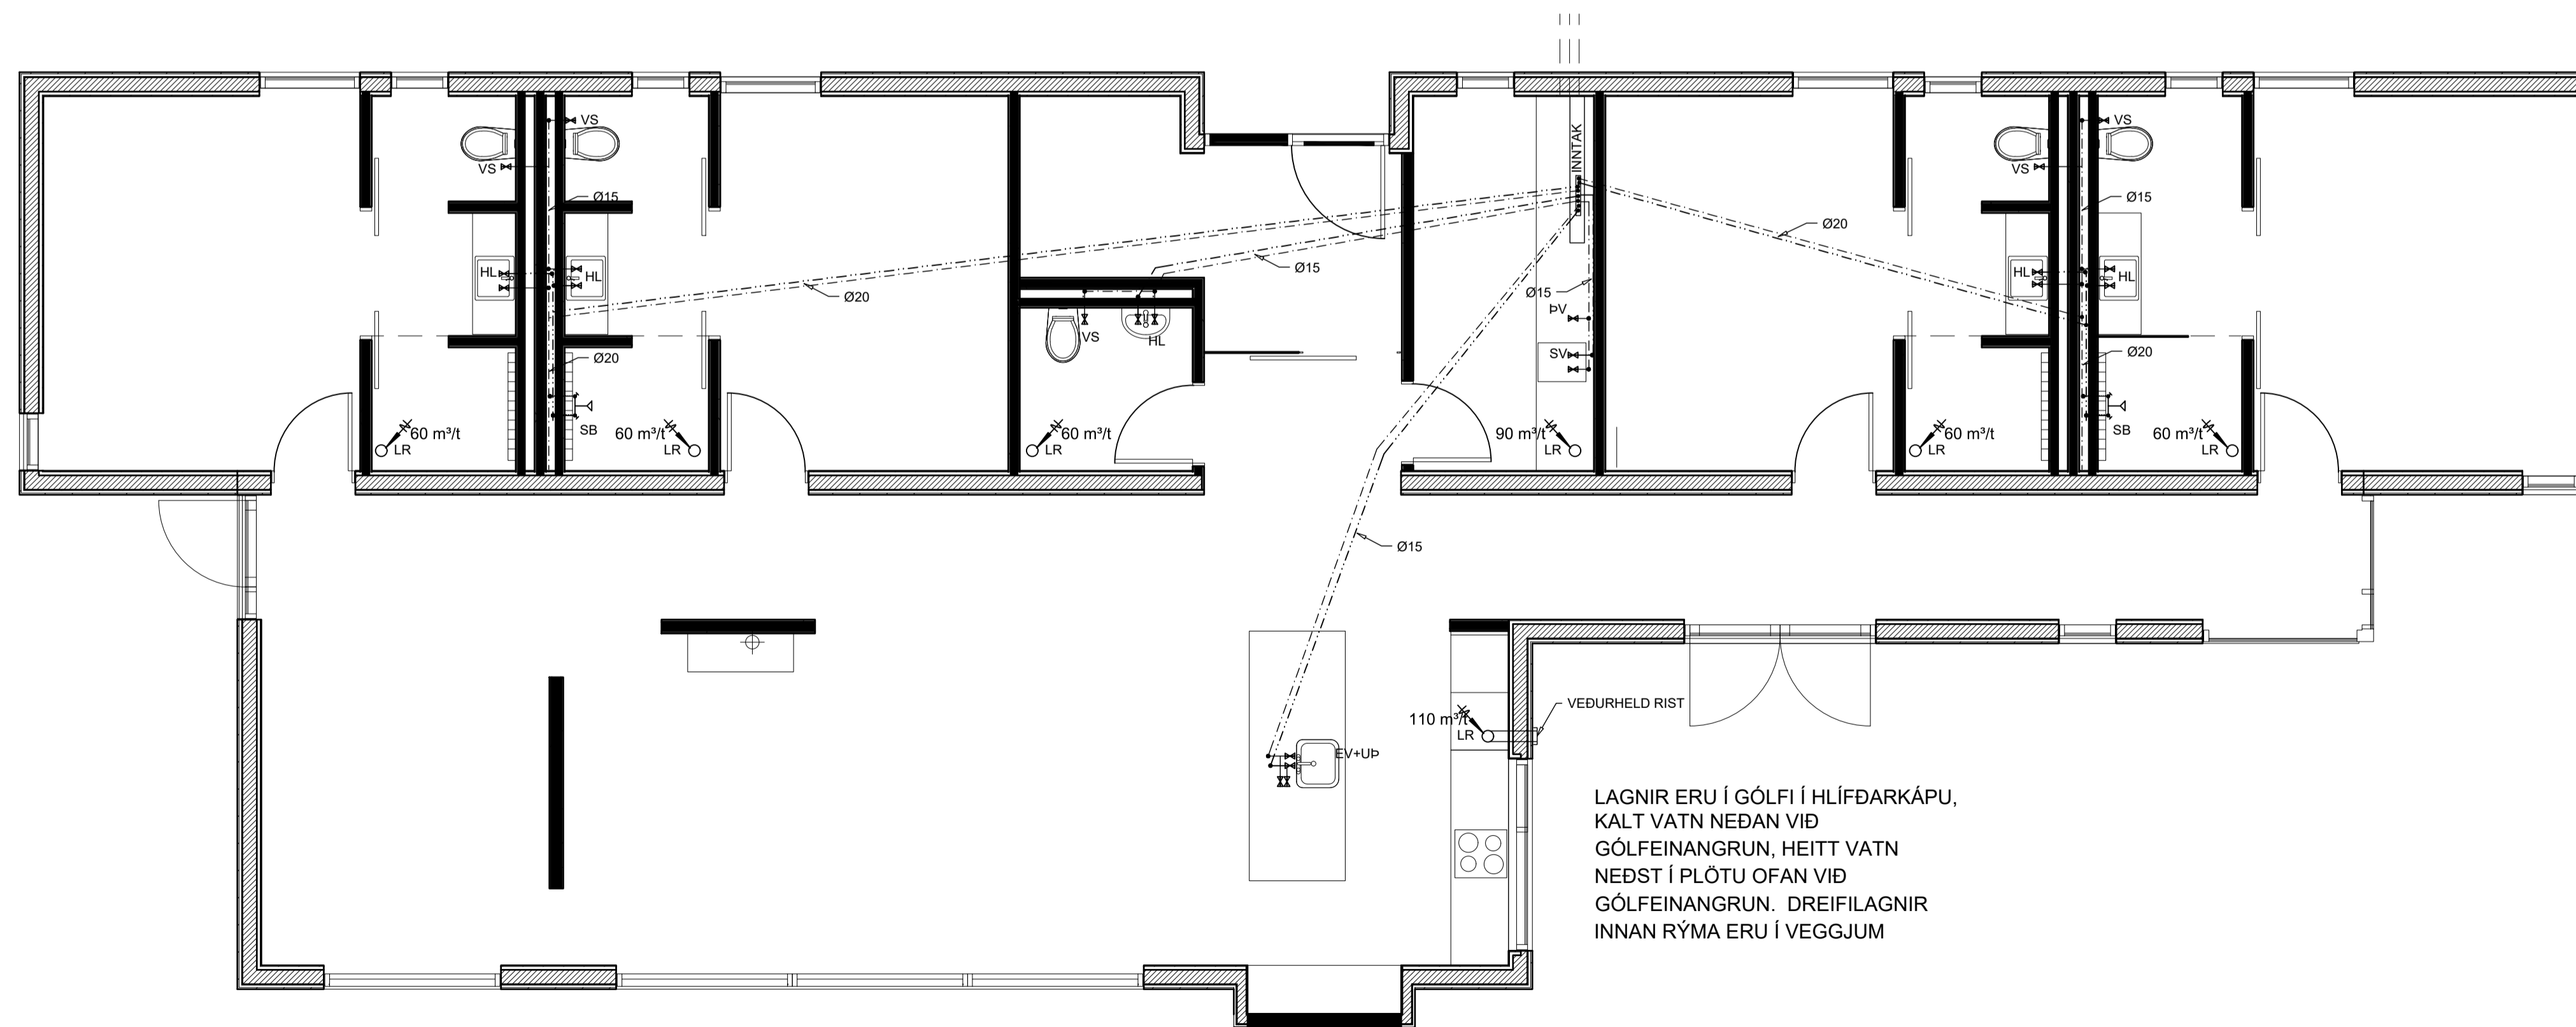 VS
VS
VS
VS
INNTAK
Ø15
Ø15
Ø20
HL
HL
Ø15
HL
HL
Ø20
Ø15
ÞV
VS
HL
SV
Ø20
Ø20
SB
SB
60 m³/t
LR
60 m³/t
LR
60 m³/t
LR
90 m³/t
LR
60 m³/t
LR
60 m³/t
LR
Ø15
VEÐURHELD RIST
110 m³/t
LR
EV+UÞ
LAGNIR ERU Í GÓLFI Í HLÍFÐARKÁPU,
KALT VATN NEÐAN VIÐ
GÓLFEINANGRUN, HEITT VATN
NEÐST Í PLÖTU OFAN VIÐ
GÓLFEINANGRUN. DREIFILAGNIR
INNAN RÝMA ERU Í VEGGJUM